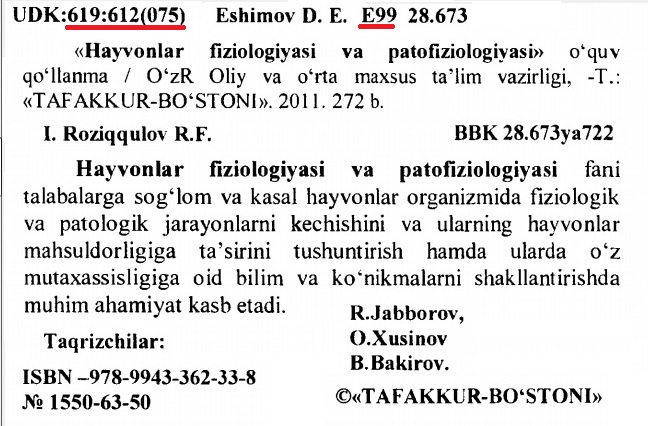 UDK:619:612(075) Eshimov D. E. E99 28.673
«Hayvonlar fiziologiyasi va patofiziologiyasi» o‘quv
qo‘llanma / O‘zR Oliy va o‘rta maxsus ta’lim vazirligi, -T.:
«TAFAKKUR-BO‘STONI». 2011. 272 b.
I. Roziqqulov R.F. BBK 28.673ya722
Hayvonlar fiziologiyasi va patofiziologiyasi fani
talabalarga sog‘lom va kasal hayvonlar organizmida fiziologik
va patologik jarayonlarni kechishini va ularning hayvonlar
mahsuldorligiga ta’sirini tushuntirish hamda ularda o‘z
mutaxassisligiga oid bilim va ko‘nikmalarni shakllantirishda
muhim ahamiyat kasb etadi.
Taqrizchilar:
R.Jabborov,
O.Xusinov
B.Bakirov.
ISBN –978-9943-362-33-8
№ 1550-63-50
©«TAFAKKUR-BO‘STONI»